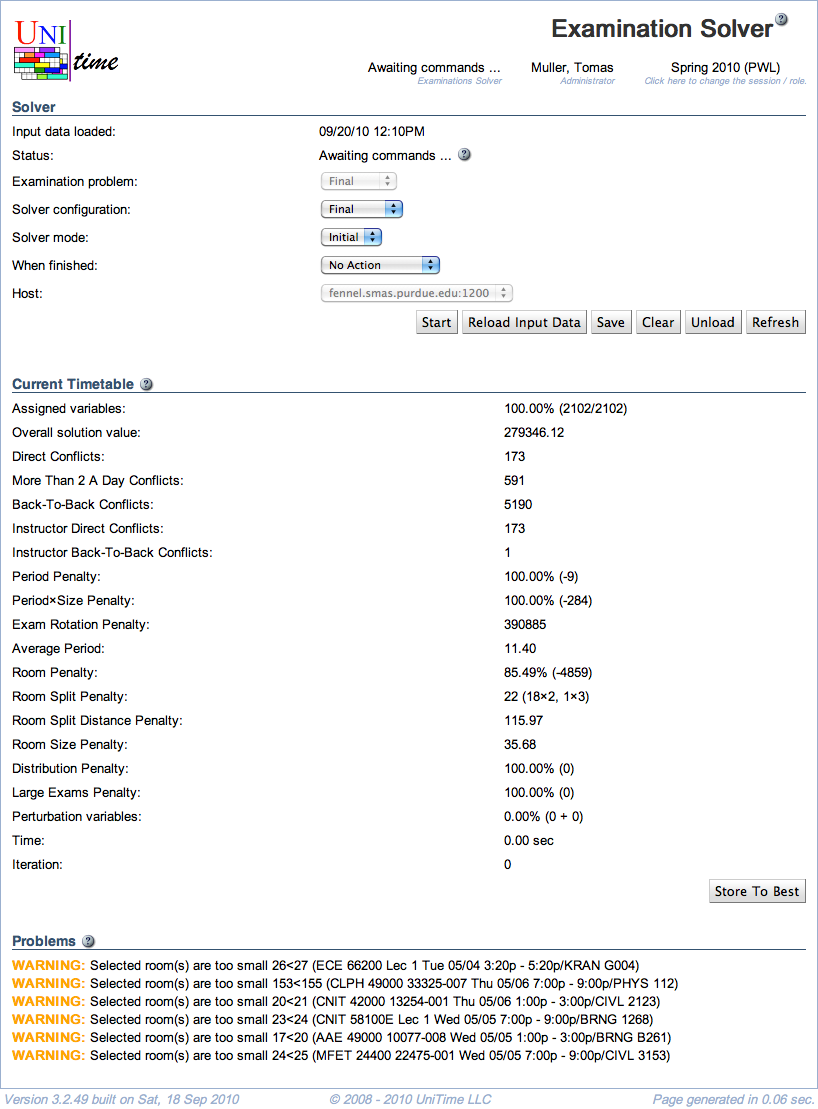 UNI time
Examination Solver
Awaiting commands ... Muller, Tomas Spring 2010 (PWL)
Examinations Solver Administrator Click here to change the session / role.
Solver
Input data loaded: 09/20/10 12:10PM
Status: Awaiting commands ...
Examination problem: Final
Solver configuration: Final
Solver mode: Initial
When finished: No Action
Host: fennel.smas.purdue.edu:1200
Start Reload Input Data Save Clear Unload Refresh
Current Timetable
Assigned variables: 100.00% (2102/2102)
Overall solution value: 279346.12
Direct Conflicts: 173
More Than 2 A Day Conflicts: 591
Back-To-Back Conflicts: 5190
Instructor Direct Conflicts: 173
Instructor Back-To-Back Conflicts: 1
Period Penalty: 100.00% (-9)
Period×Size Penalty: 100.00% (-284)
Exam Rotation Penalty: 390885
Average Period: 11.40
Room Penalty: 85.49% (-4859)
Room Split Penalty: 22 (18×2, 1×3)
Room Split Distance Penalty: 115.97
Room Size Penalty: 35.68
Distribution Penalty: 100.00% (0)
Large Exams Penalty: 100.00% (0)
Perturbation variables: 0.00% (0 + 0)
Time: 0.00 sec
Iteration: 0
Store To Best
Problems
WARNING: Selected room(s) are too small 26<27 (ECE 66200 Lec 1 Tue 05/04 3:20p - 5:20p/KRAN G004)
WARNING: Selected room(s) are too small 153<155 (CLPH 49000 33325-007 Thu 05/06 7:00p - 9:00p/PHYS 112)
WARNING: Selected room(s) are too small 20<21 (CNIT 42000 13254-001 Thu 05/06 1:00p - 3:00p/CIVL 2123)
WARNING: Selected room(s) are too small 23<24 (CNIT 58100E Lec 1 Wed 05/05 7:00p - 9:00p/BRNG 1268)
WARNING: Selected room(s) are too small 17<20 (AAE 49000 10077-008 Wed 05/05 1:00p - 3:00p/BRNG B261)
WARNING: Selected room(s) are too small 24<25 (MFET 24400 22475-001 Wed 05/05 7:00p - 9:00p/CIVL 3153)
Version 3.2.49 built on Sat, 18 Sep 2010 © 2008 - 2010 UniTime LLC Page generated in 0.06 sec.